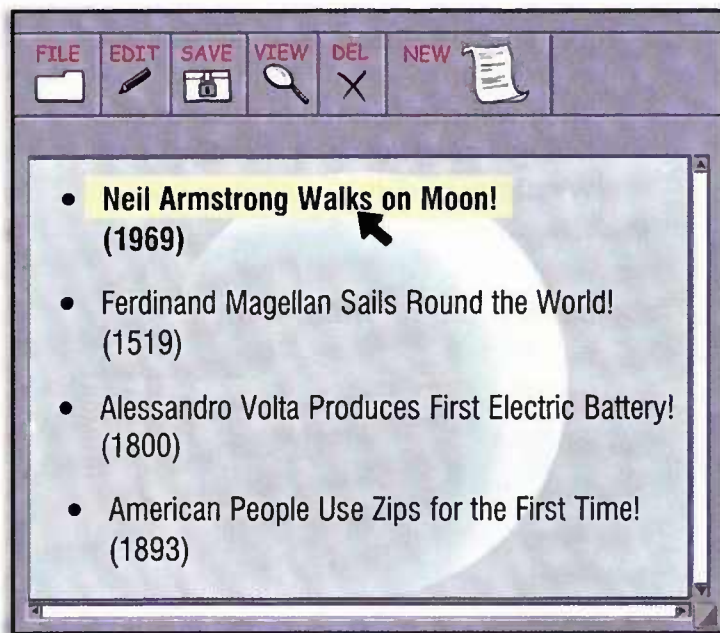 FILE EDIT SAVE VIEW DEL NEW
• Neil Armstrong Walks on Moon!
(1969)
• Ferdinand Magellan Sails Round the World!
(1519)
• Alessandro Volta Produces First Electric Battery!
(1800)
• American People Use Zips for the First Time!
(1893)